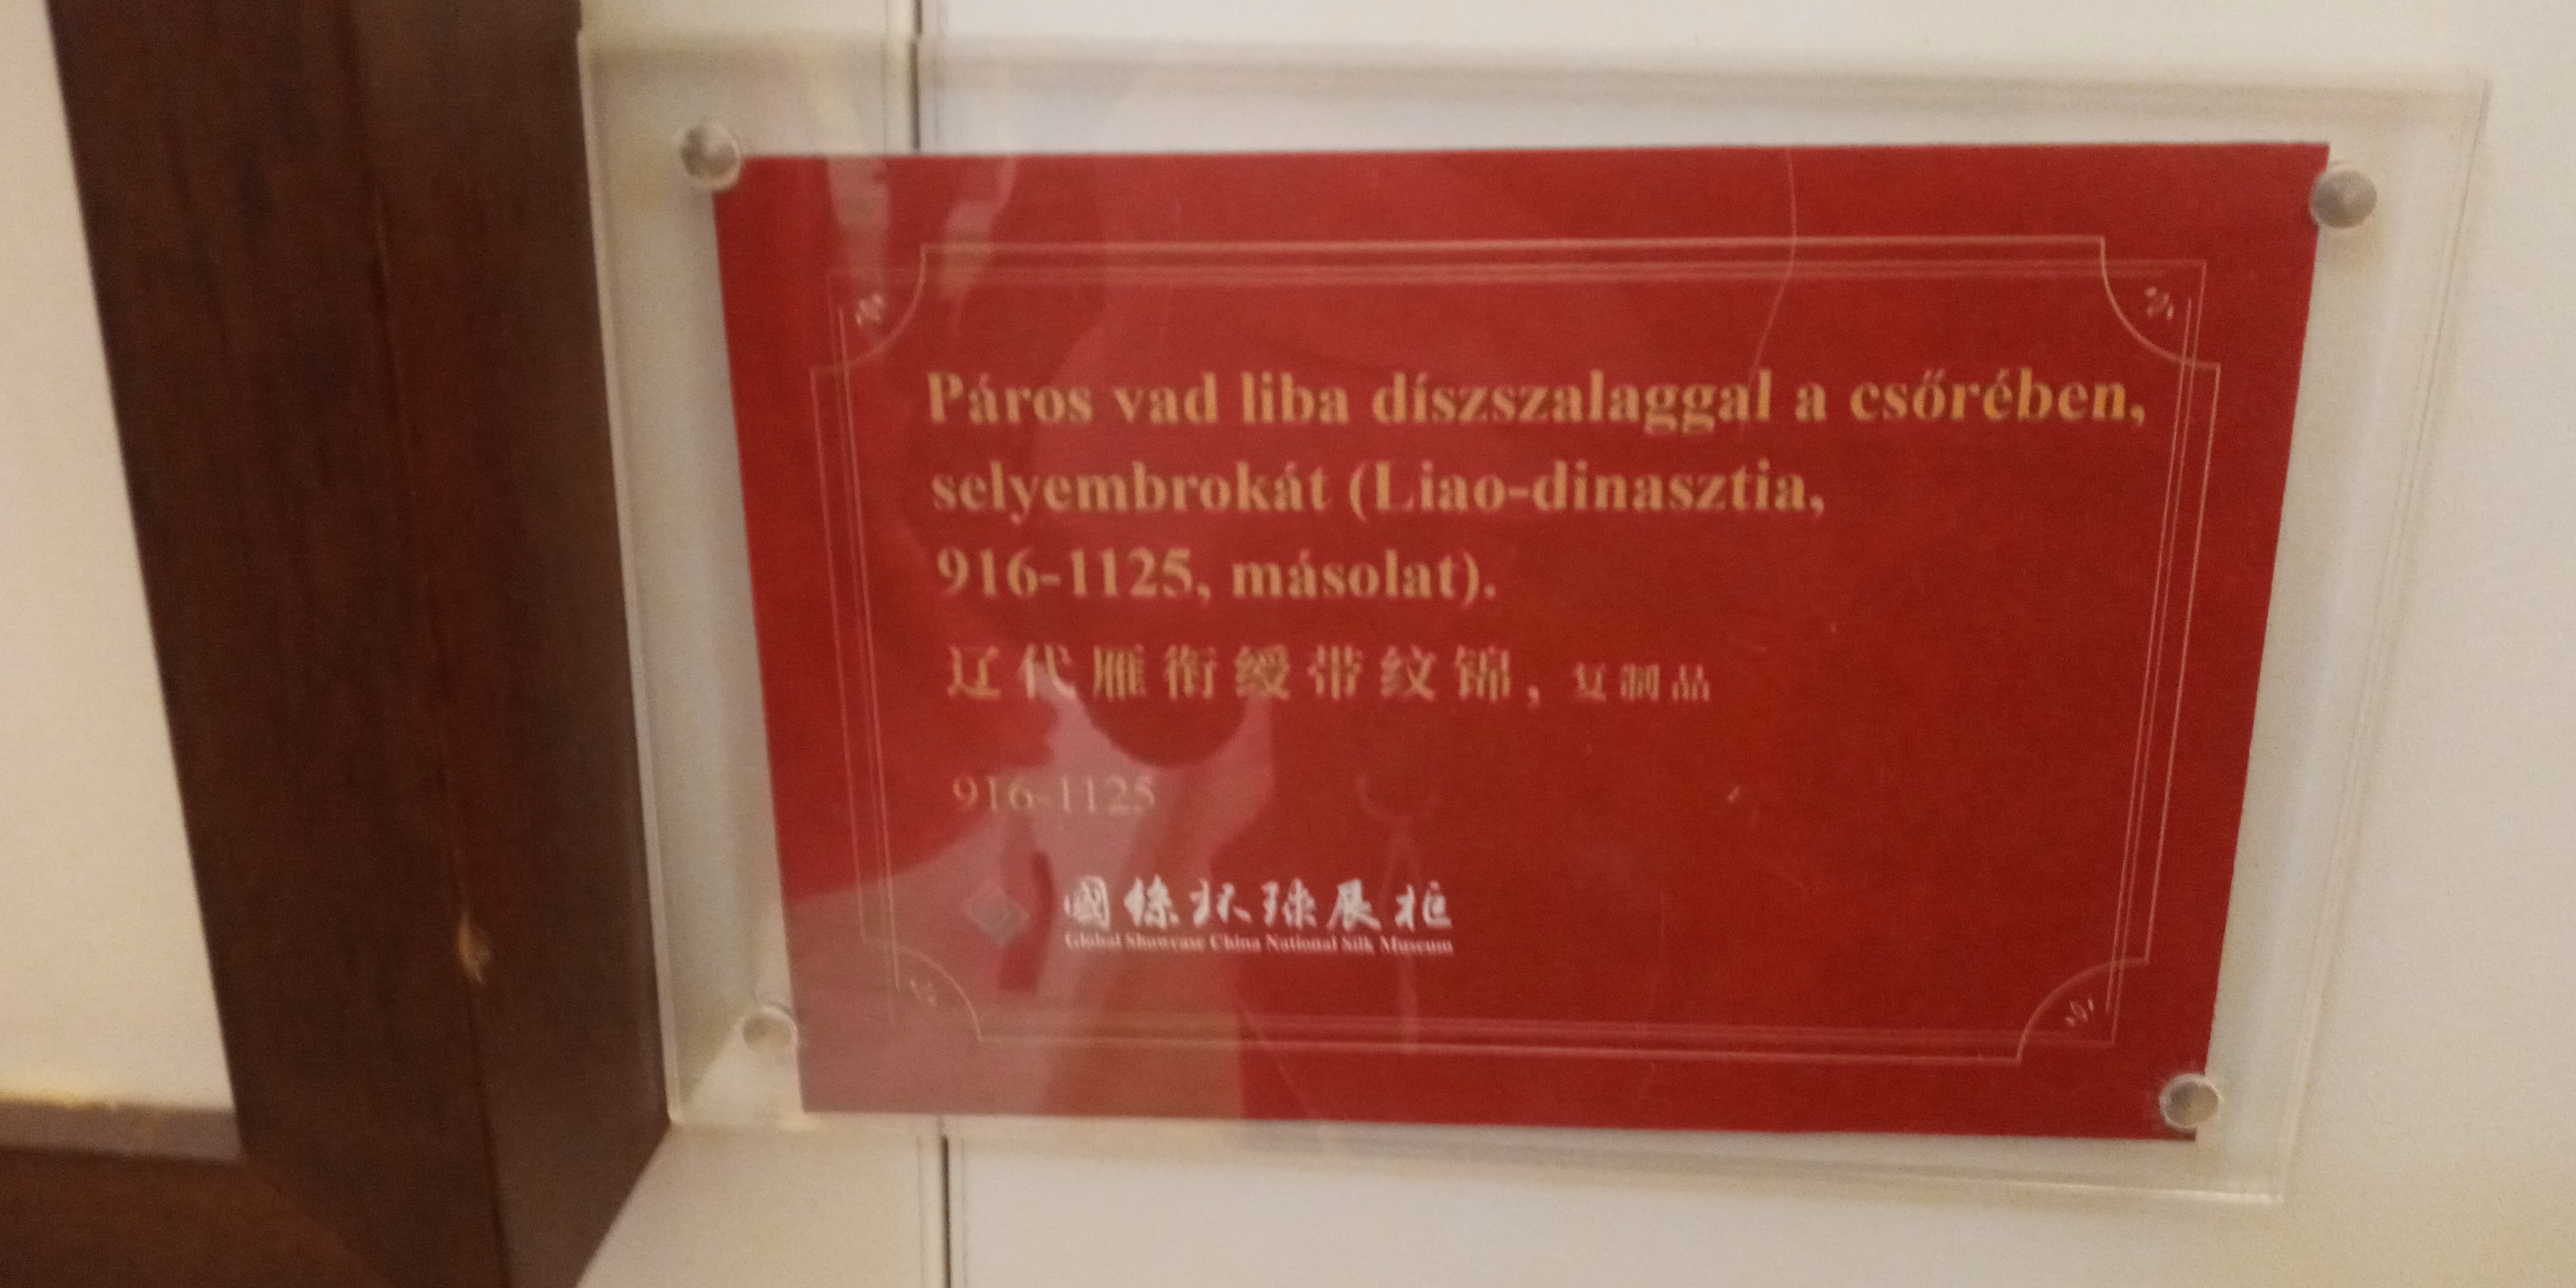 Páros vad liba díszszalaggal a csőrében,
selyembrokát (Liao-dinasztia,
916-1125, másolat).
辽代雁衔绶带纹锦, 复制品
916-1125
國絲环球展柜
Global Showcase China National Silk Museum